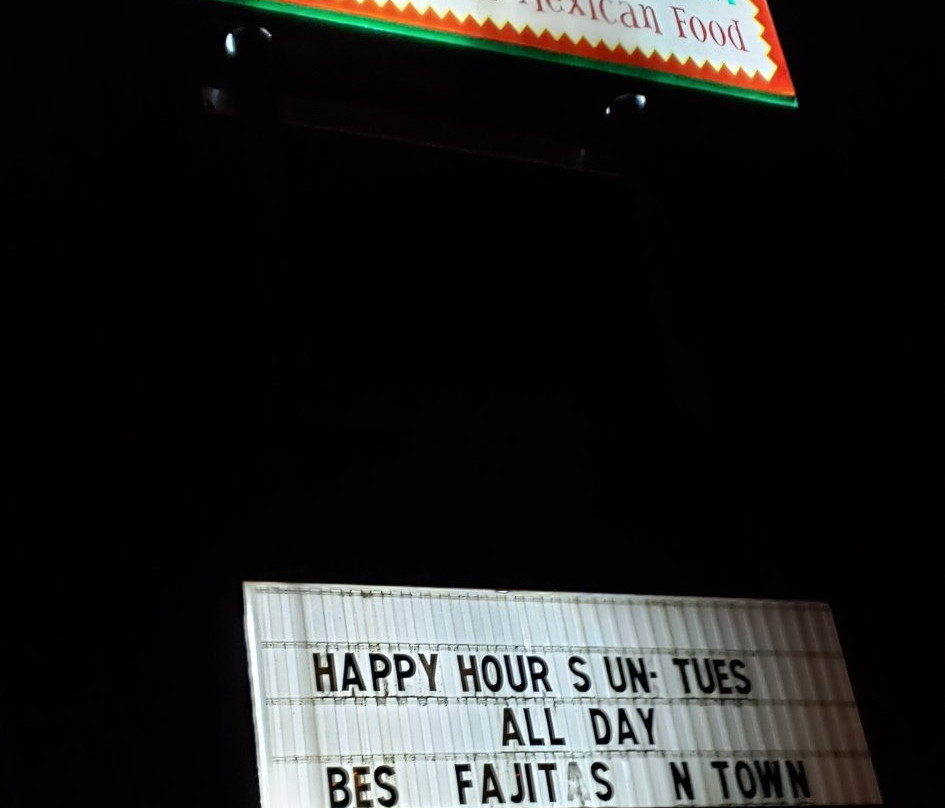 Mexican Food
HAPPY HOUR S UN- TUES
ALL DAY
BES FAJITAS N TOWN